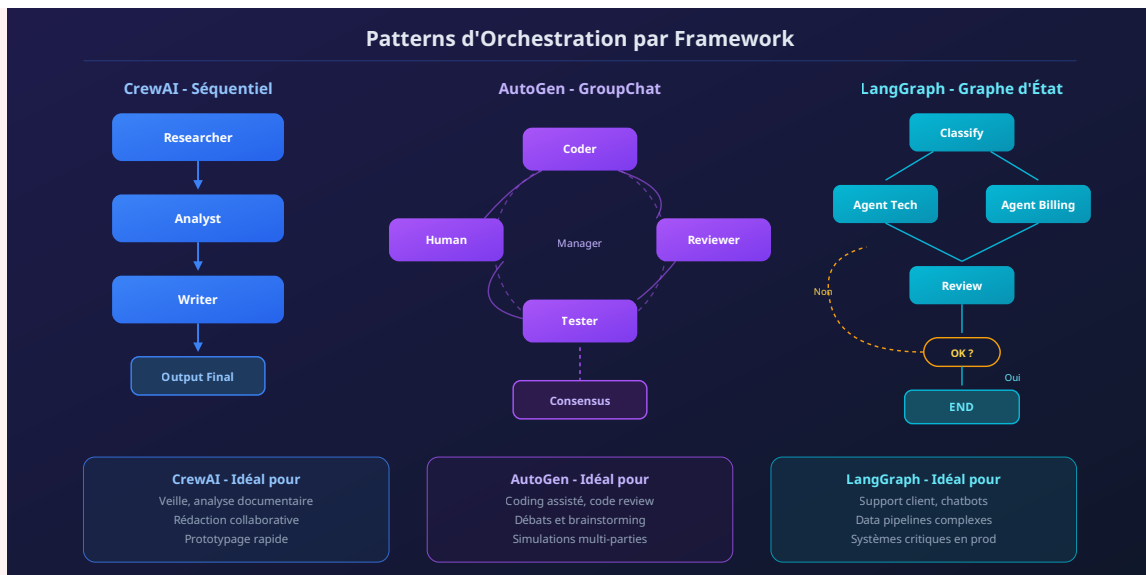 Patterns d'Orchestration par Framework
CrewAI - Séquentiel
Researcher
Analyst
Writer
Output Final
AutoGen - GroupChat
Coder
Human
Manager
Reviewer
Tester
Consensus
LangGraph - Graphe d'État
Classify
Agent Tech
Agent Billing
Review
Non
OK ?
Oui
END
CrewAI - Idéal pour
Veille, analyse documentaire
Rédaction collaborative
Prototypage rapide
AutoGen - Idéal pour
Coding assisté, code review
Débats et brainstorming
Simulations multi-parties
LangGraph - Idéal pour
Support client, chatbots
Data pipelines complexes
Systèmes critiques en prod